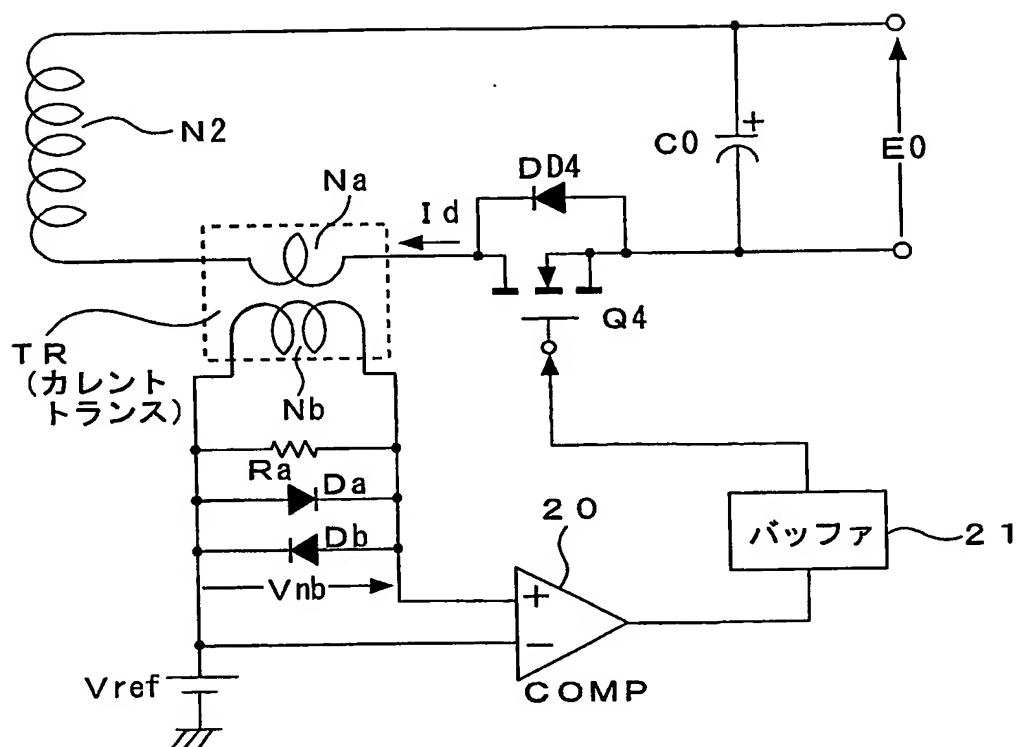 N2
Na
Id
DD4
C0
+
E0
Q4
TR
(カレント
トランス)
Nb
Ra
Da
Db
Vnb
20
バッファ
21
+
−
COMP
Vref